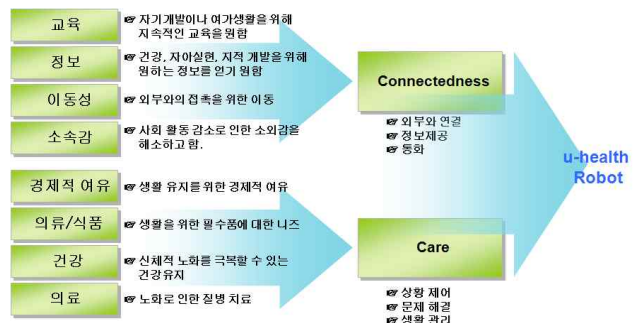 교육
☞ 자기개발이나 여가생활을 위해
지속적인 교육을 원함
정보
☞ 건강, 자아실현, 지적 개발을 위해
원하는 정보를 얻기 원함
이동성
☞ 외부와의 접촉을 위한 이동
소속감
☞ 사회 활동 감소로 인한 소외감을
해소하고 함.
경제적 여유
☞ 생활 유지를 위한 경제적 여유
의류/식품
☞ 생활을 위한 필수품에 대한 니즈
건강
☞ 신체적 노화를 극복할 수 있는
건강유지
의료
☞ 노화로 인한 질병 치료
Connectedness
☞ 외부와 연결
☞ 정보제공
☞ 통화
Care
☞ 상황 제어
☞ 문제 해결
☞ 생활 관리
u-health
Robot